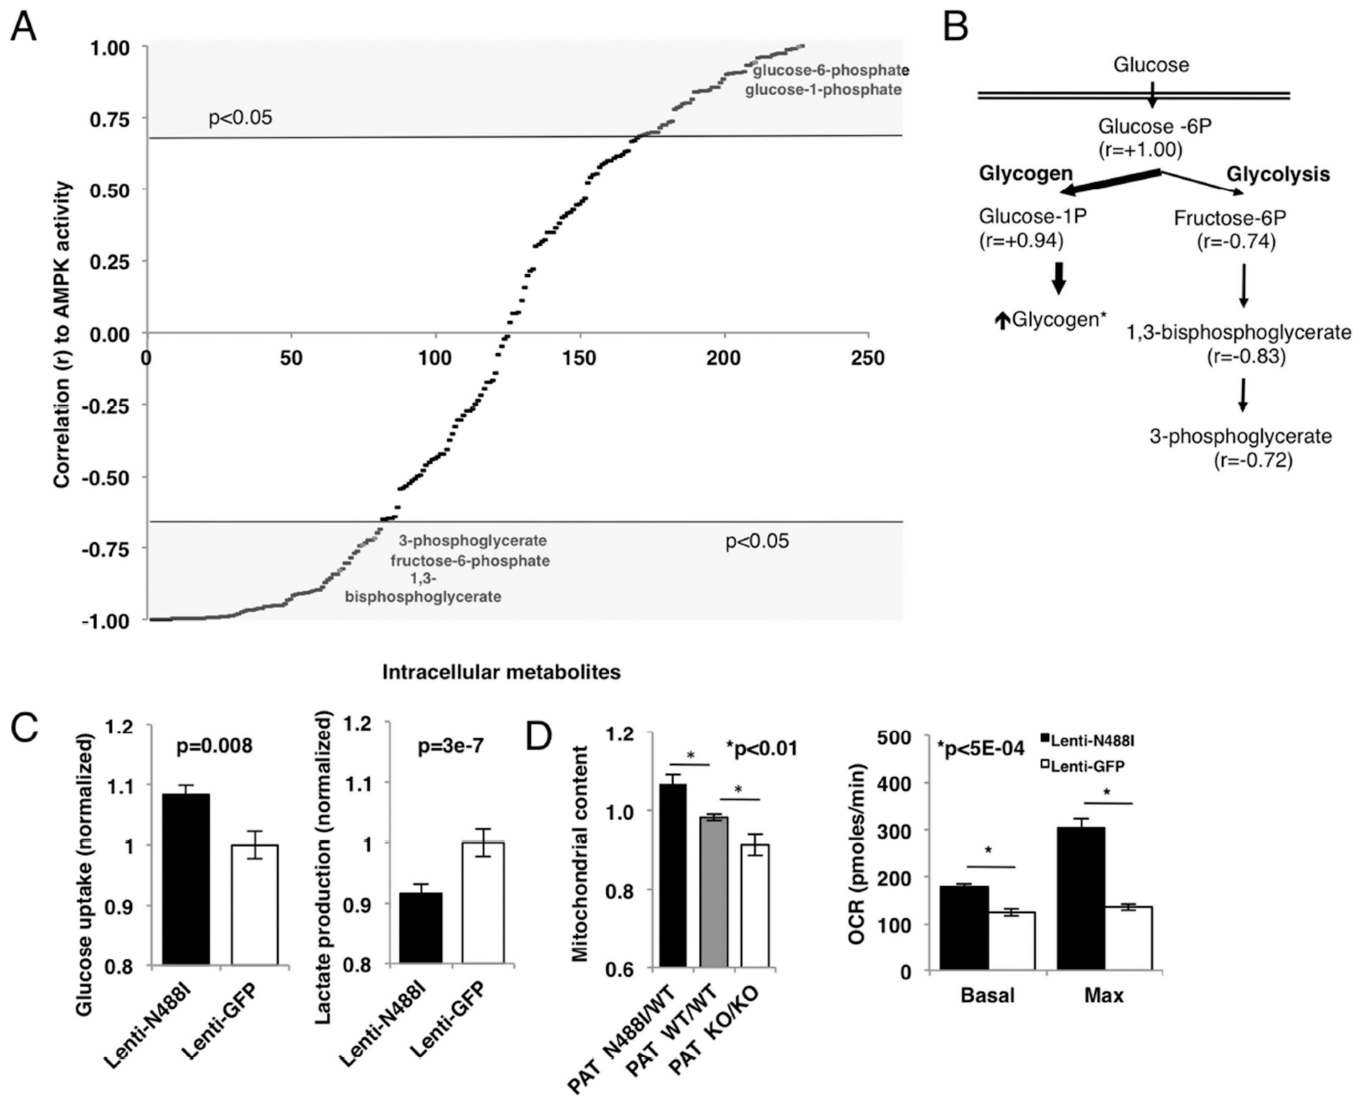 A
Correlation (r) to AMPK activity
1.00
0.75
0.50
0.25
0.00
-0.25
-0.50
-0.75
-1.00
0
50
100
150
200
250
p<0.05
glucose-6-phosphate
glucose-1-phosphate
3-phosphoglycerate
fructose-6-phosphate
1,3-
bisphosphoglycerate
p<0.05
Intracellular metabolites
B
Glucose
Glucose -6P
(r=+1.00)
Glycogen
Glycolysis
Glucose-1P
(r=+0.94)
Fructose-6P
(r=-0.74)
Glycogen*
1,3-bisphosphoglycerate
(r=-0.83)
3-phosphoglycerate
(r=-0.72)
C
Glucose uptake (normalized)
1.2
1.1
1
0.9
0.8
p=0.008
Lenti-N488I
Lenti-GFP
Lactate production (normalized)
1.2
1.1
1
0.9
0.8
p=3e-7
Lenti-N488I
Lenti-GFP
D
Mitochondrial content
1.2
1.0
0.8
0.6
*
*
*p<0.01
PAT N488I/WT
PAT WT/WT
PAT KO/KO
OCR (pmoles/min)
500
400
300
200
100
0
*p<5E-04
Lenti-N488I
Lenti-GFP
*
*
Basal
Max